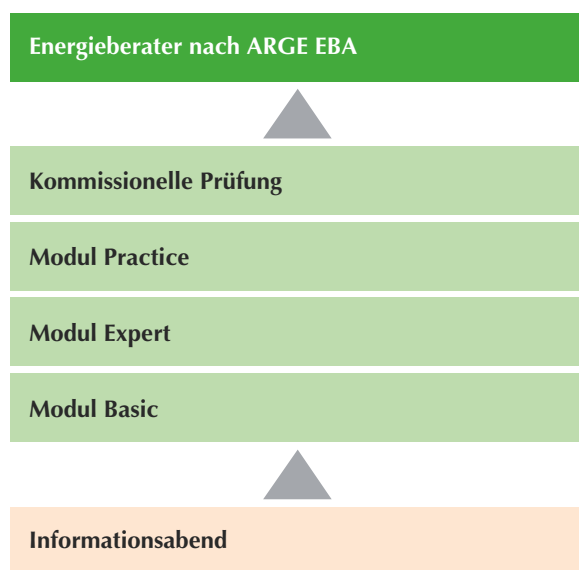 Energieberater nach ARGE EBA
Kommissionelle Prüfung
Modul Practice
Modul Expert
Modul Basic
Informationsabend